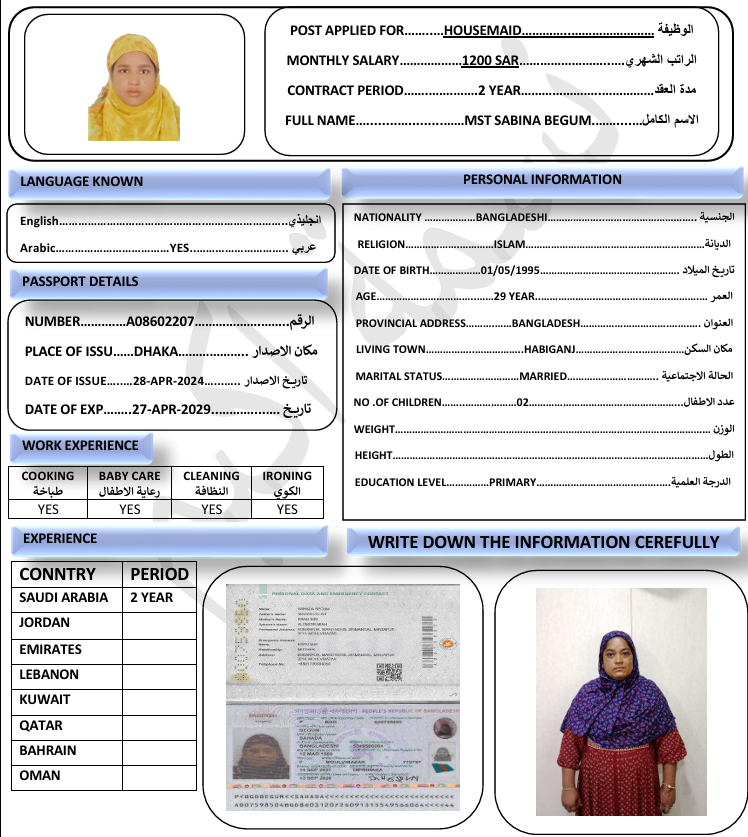 POST APPLIED FOR..........HOUSEMAID....................................... الوظيفة
MONTHLY SALARY...................1200 SAR................................الراتب الشهري
CONTRACT PERIOD.......................2 YEAR...................................مدة العقد
FULL NAME.............................MST SABINA BEGUM..............الاسم الكامل
LANGUAGE KNOWN
English.......................................................................انجليذي
Arabic.....................................YES................................ عربي
PASSPORT DETAILS
NUMBER.............A08602207........................الرقم
PLACE OF ISSU......DHAKA.................... مكان الاصدار
DATE OF ISSUE.......28-APR-2024........... تاريخ الاصدار
DATE OF EXP........27-APR-2029.................. تاريخ
WORK EXPERIENCE
COOKING طباخة BABY CARE رعاية الاطفال CLEANING النظافة IRONING الكوي
YES YES YES YES
PERSONAL INFORMATION
NATIONALITY .................BANGLADESHI................................................. الجنسية
RELIGION.............................ISLAM..........................................................الديانة
DATE OF BIRTH.................01/05/1995.............................................. تاريخ الميلاد
AGE.......................................29 YEAR......................................................... العمر
PROVINCIAL ADDRESS...............BANGLADESH........................................ العنوان
LIVING TOWN................................HABIGANJ.......................................مكان السكن
MARITAL STATUS.........................MARRIED.............................. الحالة الاجتماعية
NO .OF CHILDREN.........................02...................................................عدد الاطفال
WEIGHT......................................................................................................الوزن
HEIGHT.......................................................................................................الطول
EDUCATION LEVEL..............PRIMARY...........................................الدرجة العلمية
EXPERIENCE
CONNTRY PERIOD
SAUDI ARABIA 2 YEAR
JORDAN
EMIRATES
LEBANON
KUWAIT
QATAR
BAHRAIN
OMAN
WRITE DOWN THE INFORMATION CEREFULLY
PERSONAL DATA AND EMERGENCY CONTACT
PEOPLE'S REPUBLIC OF BANGLADESH
BEGUM
SAHADA
BANGLADESHI